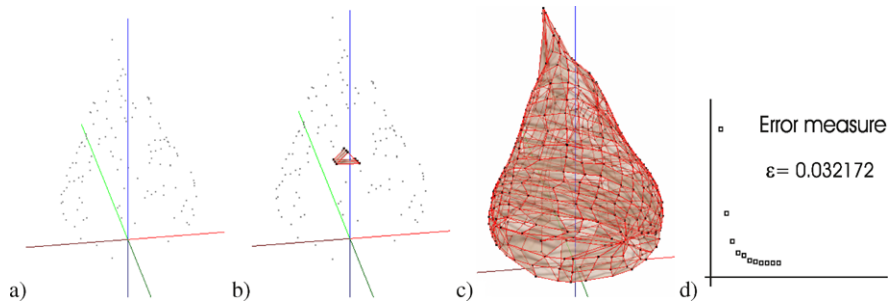 Error measure
ε= 0.032172
a)
b)
c)
d)